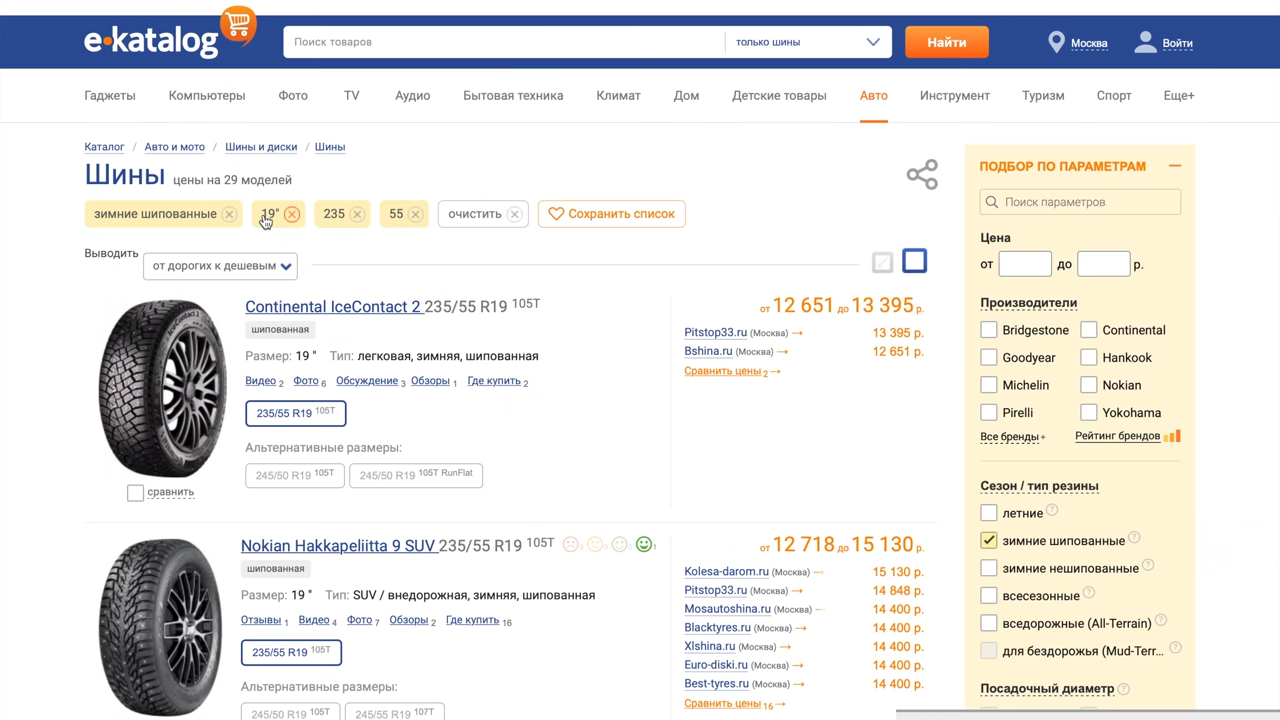 e•katalog
Поиск товаров
только шины
Найти
Москва
Войти
Гаджеты Компьютеры Фото TV Аудио Бытовая техника Климат Дом Детские товары Авто Инструмент Туризм Спорт Еще+
Каталог / Авто и мото / Шины и диски / Шины
Шины цены на 29 моделей
зимние шипованные 19" 235 55 очистить Сохранить список
Выводить от дорогих к дешевым
Continental IceContact 2 235/55 R19 105T
шипованная
Размер: 19 " Тип: легковая, зимняя, шипованная
Видео 2 Фото 6 Обсуждение 3 Обзоры 1 Где купить 2
235/55 R19 105T
Альтернативные размеры:
245/50 R19 105T 245/50 R19 105T RunFlat
сравнить
от 12 651 до 13 395 р.
Pitstop33.ru (Москва) → 13 395 р.
Bshina.ru (Москва) → 12 651 р.
Сравнить цены 2 →
Nokian Hakkapeliitta 9 SUV 235/55 R19 105T
шипованная
Размер: 19 " Тип: SUV / внедорожная, зимняя, шипованная
Отзывы 1 Видео 4 Фото 7 Обзоры 2 Где купить 16
235/55 R19 105T
Альтернативные размеры:
245/50 R19 105T 245/55 R19 107T
от 12 718 до 15 130 р.
Kolesa-darom.ru (Москва) → 15 130 р.
Pitstop33.ru (Москва) → 14 848 р.
Mosautoshina.ru (Москва) → 14 400 р.
Blacktyres.ru (Москва) → 14 400 р.
Xlshina.ru (Москва) → 14 400 р.
Euro-diski.ru (Москва) → 14 400 р.
Best-tyres.ru (Москва) → 14 400 р.
Сравнить цены 16 →
ПОДБОР ПО ПАРАМЕТРАМ
Поиск параметров
Цена
от до р.
Производители
Bridgestone Continental
Goodyear Hankook
Michelin Nokian
Pirelli Yokohama
Все бренды+ Рейтинг брендов
Сезон / тип резины
летние ?
зимние шипованные ?
зимние нешипованные ?
всесезонные ?
вседорожные (All-Terrain) ?
для бездорожья (Mud-Terr... ?
Посадочный диаметр ?